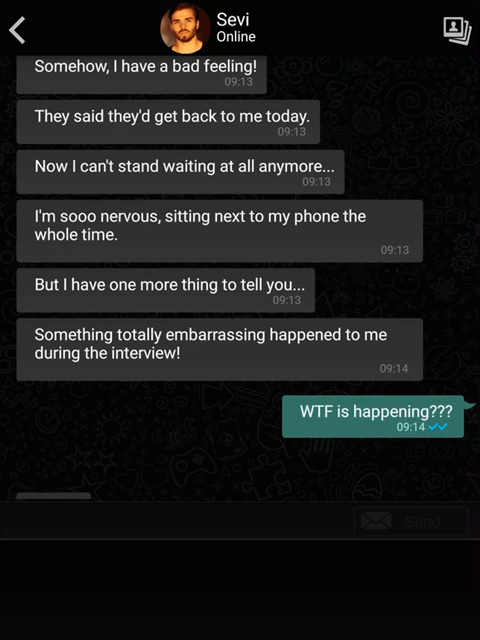 Sevi
Online
Somehow, I have a bad feeling!
09:13
They said they'd get back to me today.
09:13
Now I can't stand waiting at all anymore...
09:13
I'm sooo nervous, sitting next to my phone the
whole time.
09:13
But I have one more thing to tell you...
09:13
Something totally embarrassing happened to me
during the interview!
09:14
WTF is happening???
09:14
Send